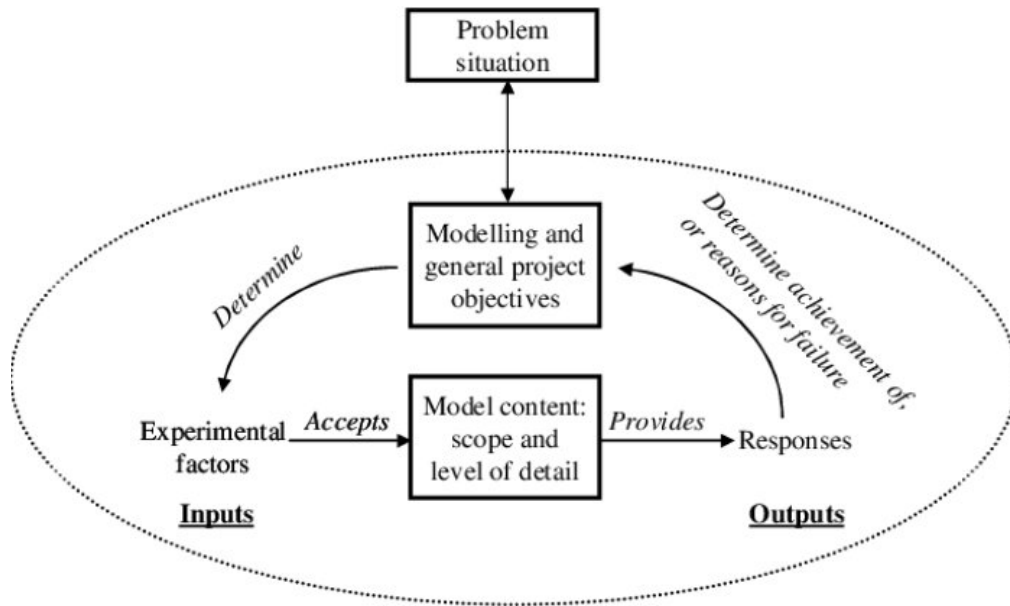 Problem
situation
Modelling and
general project
objectives
Determine
Determine achievement of,
or reasons for failure
Experimental
factors
Accepts
Model content:
scope and
level of detail
Provides
Responses
Inputs
Outputs